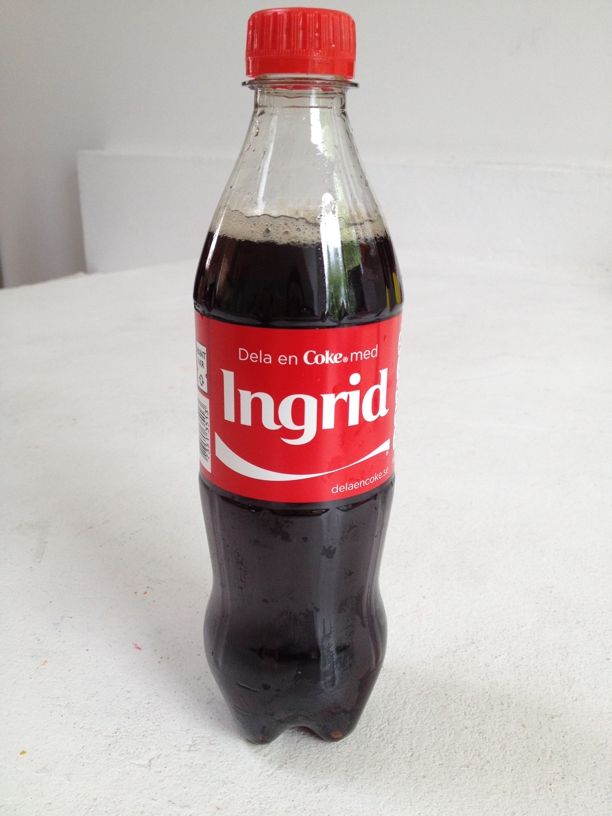 Dela en Coke® med
Ingrid
delaencoke.se